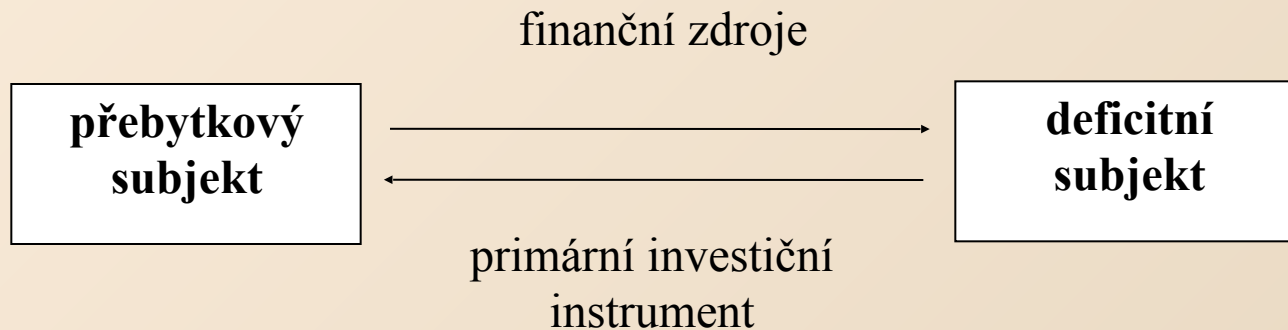 finanční zdroje
přebytkový
subjekt
deficitní
subjekt
primární investiční
instrument